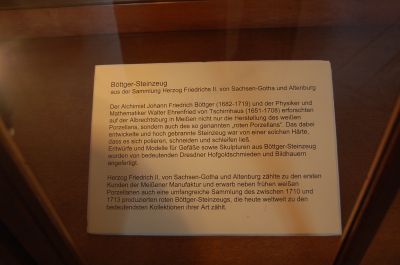 Böttger-Steinzeug
aus der Sammlung Herzog Friedrichs II. von Sachsen-Gotha und Altenburg
Der Alchimist Johann Friedrich Böttger (1682-1719) und der Physiker und
Mathematiker Walter Ehrenfried von Tschirnhaus (1651-1708) erforschten
auf der Albrechtsburg in Meißen nicht nur die Herstellung des weißen
Porzellans, sondern auch des so genannten „roten Porzellans". Das dabei
entwickelte und hoch gebrannte Steinzeug war von einer solchen Härte,
dass es sich polieren, schneiden und schleifen ließ.
Entwürfe und Modelle für Gefäße sowie Skulpturen aus Böttger-Steinzeug
wurden von bedeutenden Dresdner Hofgoldschmieden und Bildhauern
angefertigt.
Herzog Friedrich II. von Sachsen-Gotha und Altenburg zählte zu den ersten
Kunden der Meißener Manufaktur und erwarb neben frühen weißen
Porzellanen auch eine umfangreiche Sammlung des zwischen 1710 und
1713 produzierten roten Böttger-Steinzeugs, die heute weltweit zu den
bedeutendsten Kollektionen ihrer Art zählt.